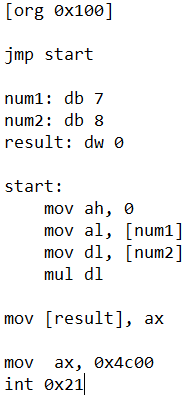 [org 0x100]
jmp start
num1: db 7
num2: db 8
result: dw 0
start:
mov ah, 0
mov al, [num1]
mov dl, [num2]
mul dl
mov [result], ax
mov  ax, 0x4c00
int 0x21